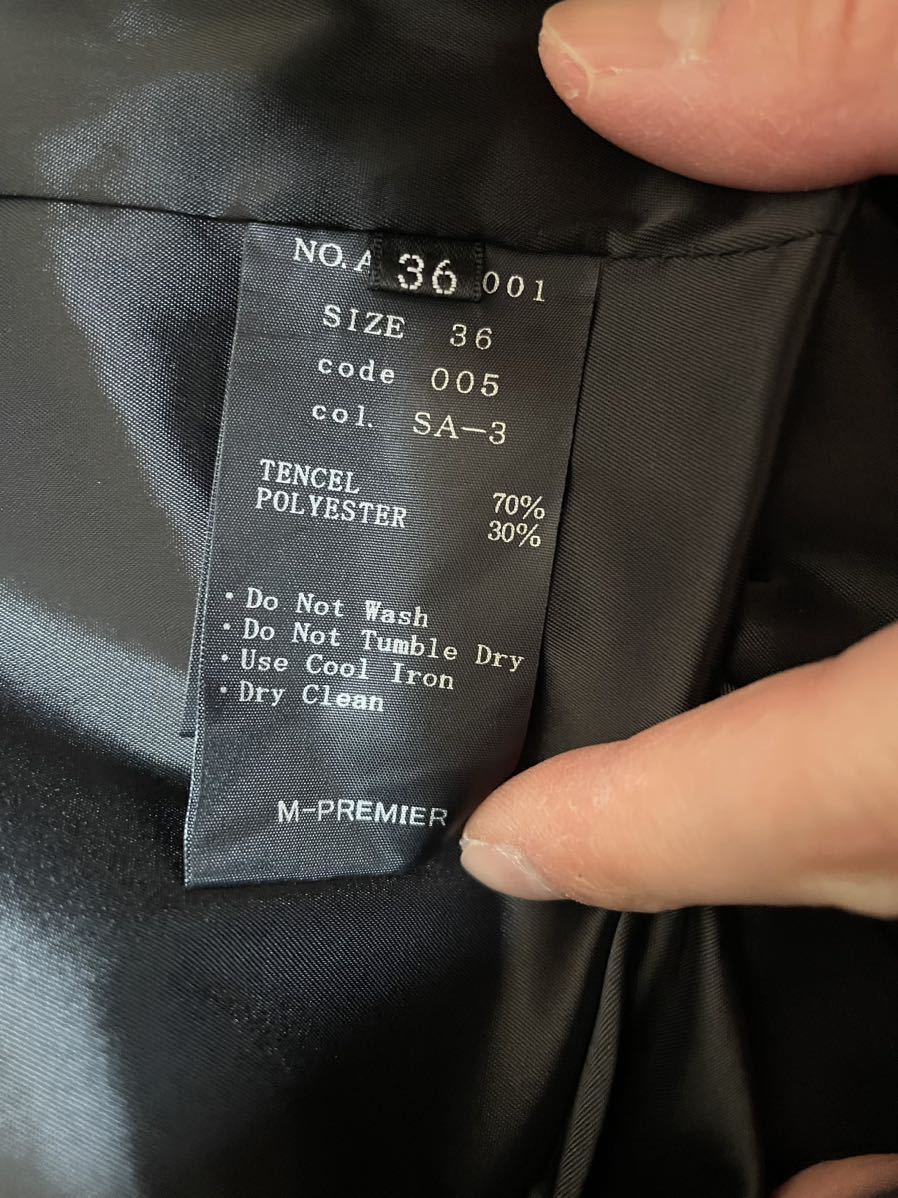 NO.A 36 001
SIZE 36
code 005
col. SA-3
TENCEL 70%
POLYESTER 30%
・Do Not Wash
・Do Not Tumble Dry
・Use Cool Iron
・Dry Clean
M-PREMIER